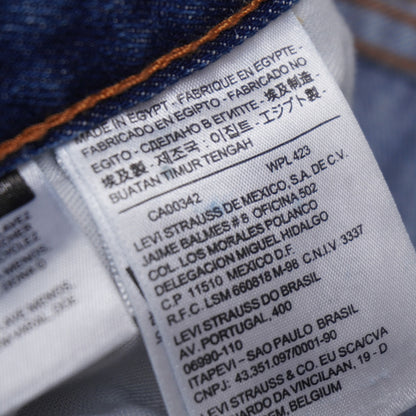 MADE IN EGYPT - FABRIQUE EN EGYPTE -
FABRICADO EN EGIPTO - FABRICADO NO
EGITO - СДЕЛАНО В ЕГИПТЕ -
埃及制造 - 埃及製造 -
제조국: 이집트 - エジプト製 -
BUATAN TIMUR TENGAH
CA00342 WPL 423
LEVI STRAUSS DE MEXICO, S.A. DE C.V.
JAIME BALMES # 8 OFICINA 502
COL. LOS MORALES POLANCO
DELEGACION MIGUEL HIDALGO
C.P 11510 MEXICO D.F.
R.F.C. LSM 660818 M-98 C.N.I.V. 3337
LEVI STRAUSS DO BRASIL
AV. PORTUGAL, 400
06990-110
ITAPEVI - SAO PAULO BRASIL
CNPJ: 43.351.097/0001-90
LEVI STRAUSS & CO. EU SCA/CVA
DA VINCILAAN, 19 - D
BELGIUM